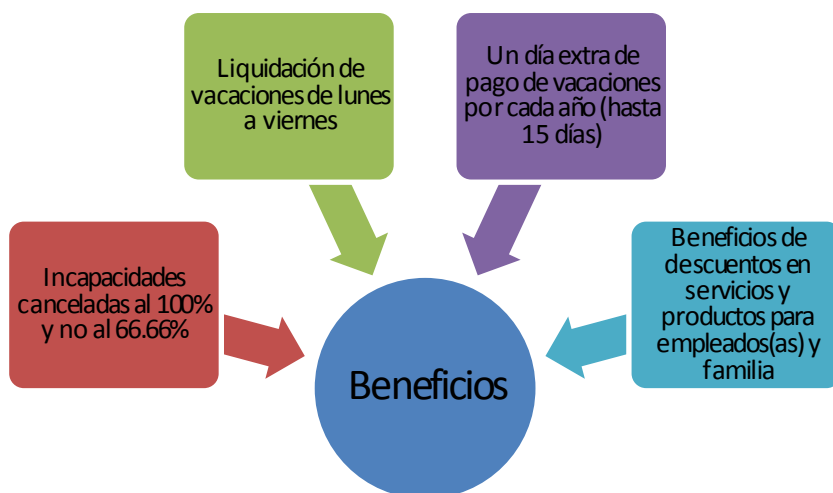 Liquidación de
vacaciones de lunes
a viernes
Un día extra de
pago de vacaciones
por cada año (hasta
15 días)
Incapacidades
canceladas al 100%
y no al 66.66%
Beneficios de
descuentos en
servicios y
productos para
empleados(as) y
familia
Beneficios